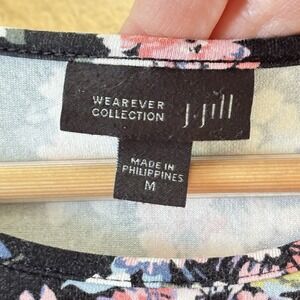 WEAREVER
COLLECTION
J.Jill
MADE IN
PHILIPPINES
M